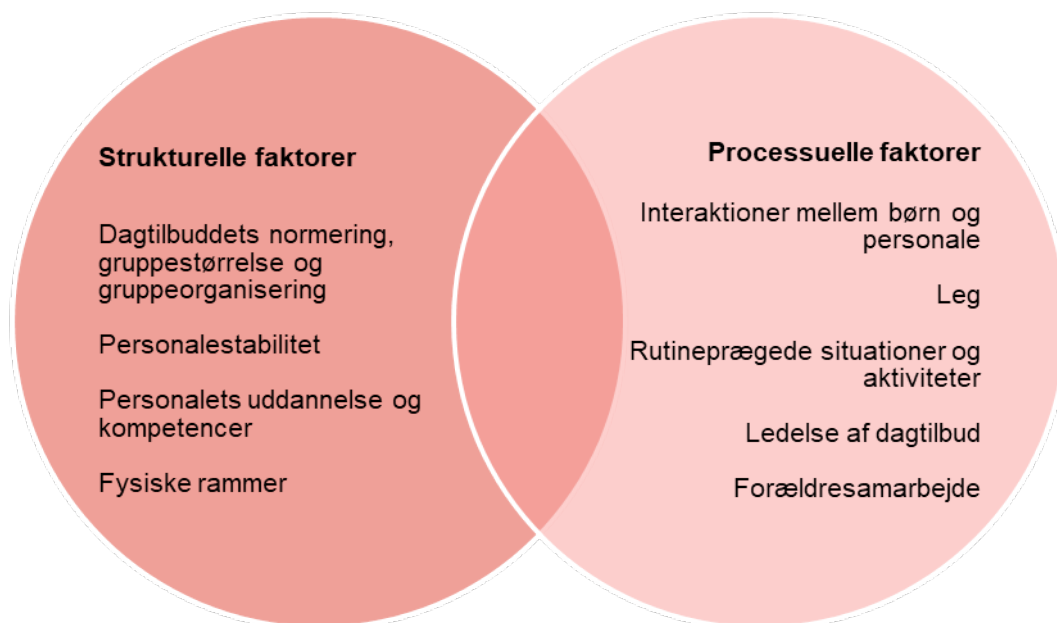 Strukturelle faktorer
Dagtilbuddets normering,
gruppestørrelse og
gruppeorganisering
Personalestabilitet
Personalets uddannelse og
kompetencer
Fysiske rammer
Processuelle faktorer
Interaktioner mellem børn og
personale
Leg
Rutineprægede situationer og
aktiviteter
Ledelse af dagtilbud
Forældresamarbejde